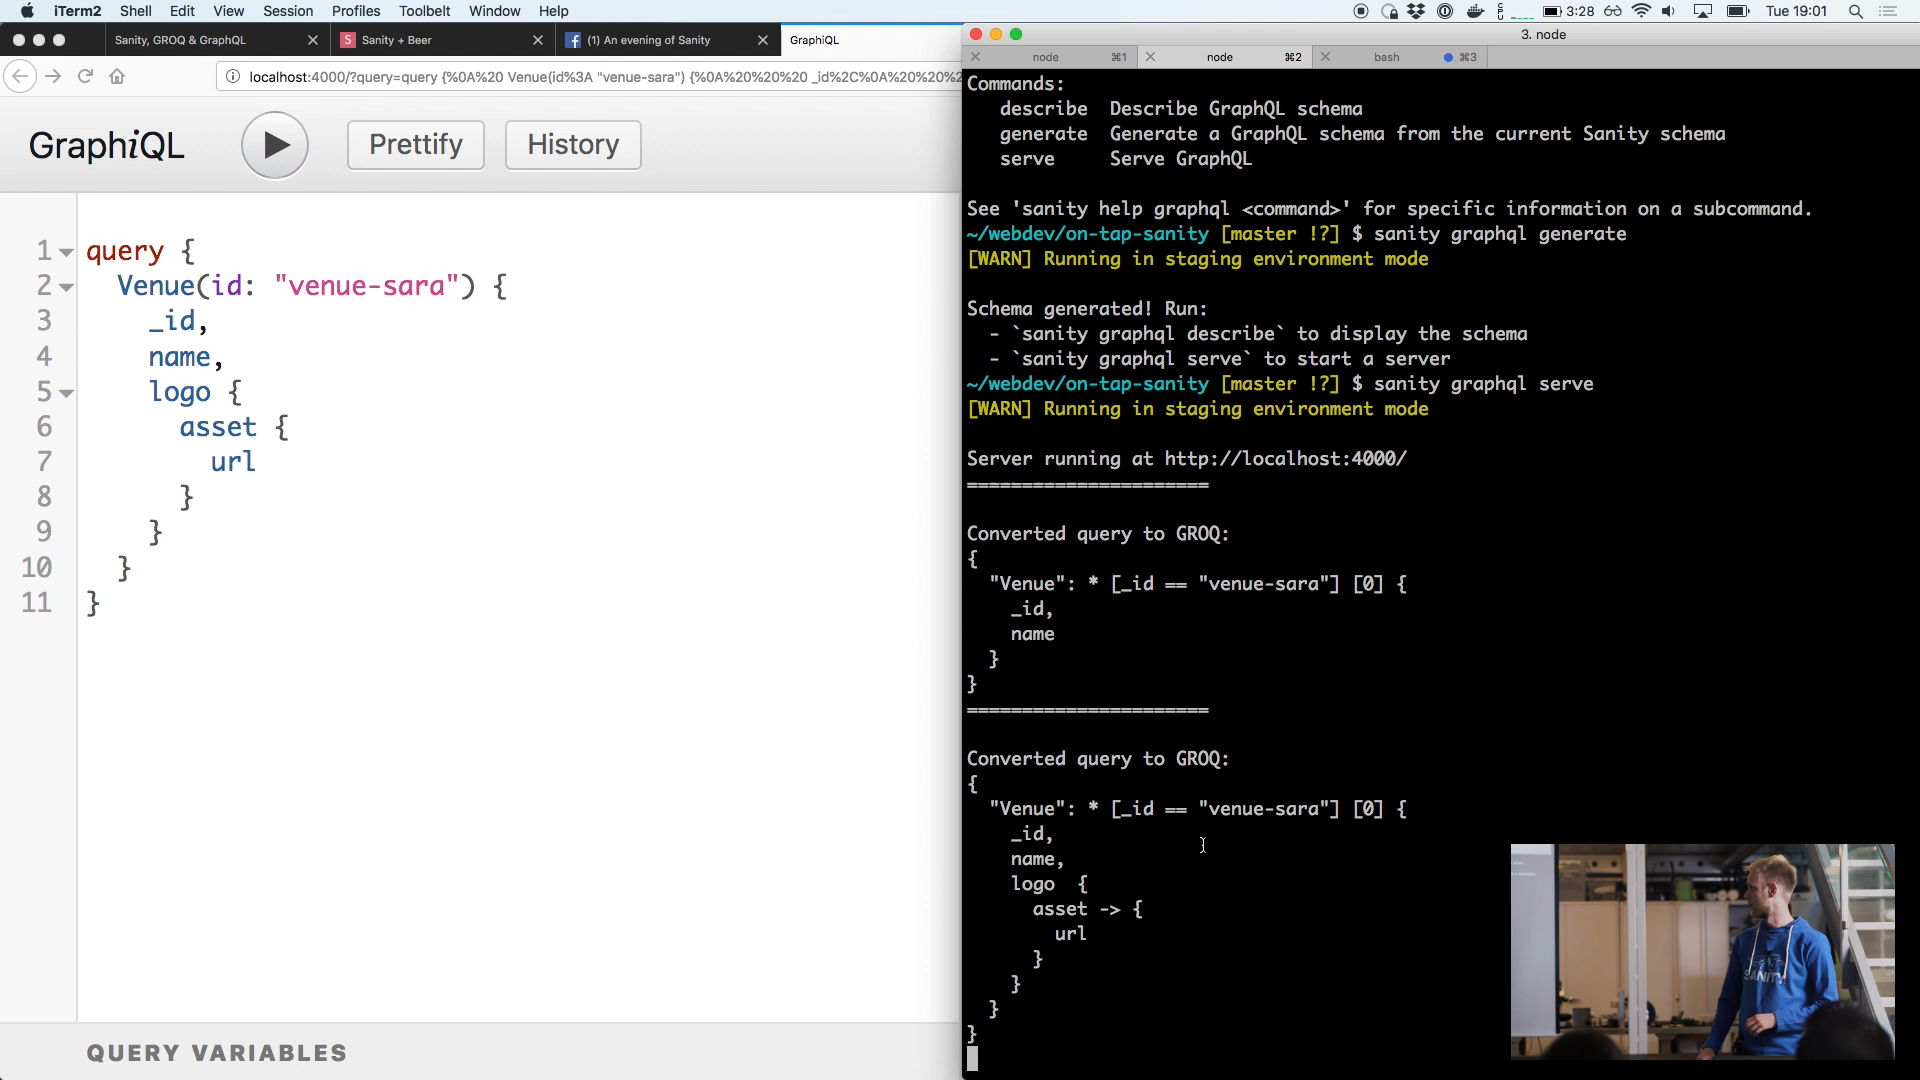 iTerm2 Shell Edit View Session Profiles Toolbelt Window Help
3:28 Tue 19:01
Sanity, GROQ & GraphQL
Sanity + Beer
(1) An evening of Sanity
GraphiQL
localhost:4000/?query=query {%0A%20 Venue(id%3A "venue-sara") {%0A%20%20%20 _id%2C%0A%20%20%2
GraphiQL
Prettify
History
1 query {
2 Venue(id: "venue-sara") {
3 _id,
4 name,
5 logo {
6 asset {
7 url
8 }
9 }
10 }
11 }
QUERY VARIABLES
3. node
node ⌘1
node ⌘2
bash ⌘3
Commands:
describe Describe GraphQL schema
generate Generate a GraphQL schema from the current Sanity schema
serve Serve GraphQL
See 'sanity help graphql <command>' for specific information on a subcommand.
~/webdev/on-tap-sanity [master !?] $ sanity graphql generate
[WARN] Running in staging environment mode
Schema generated! Run:
- `sanity graphql describe` to display the schema
- `sanity graphql serve` to start a server
~/webdev/on-tap-sanity [master !?] $ sanity graphql serve
[WARN] Running in staging environment mode
Server running at http://localhost:4000/
======================
Converted query to GROQ:
{
"Venue": * [_id == "venue-sara"] [0] {
_id,
name
}
}
======================
Converted query to GROQ:
{
"Venue": * [_id == "venue-sara"] [0] {
_id,
name,
logo {
asset -> {
url
}
}
}
}
SANITY